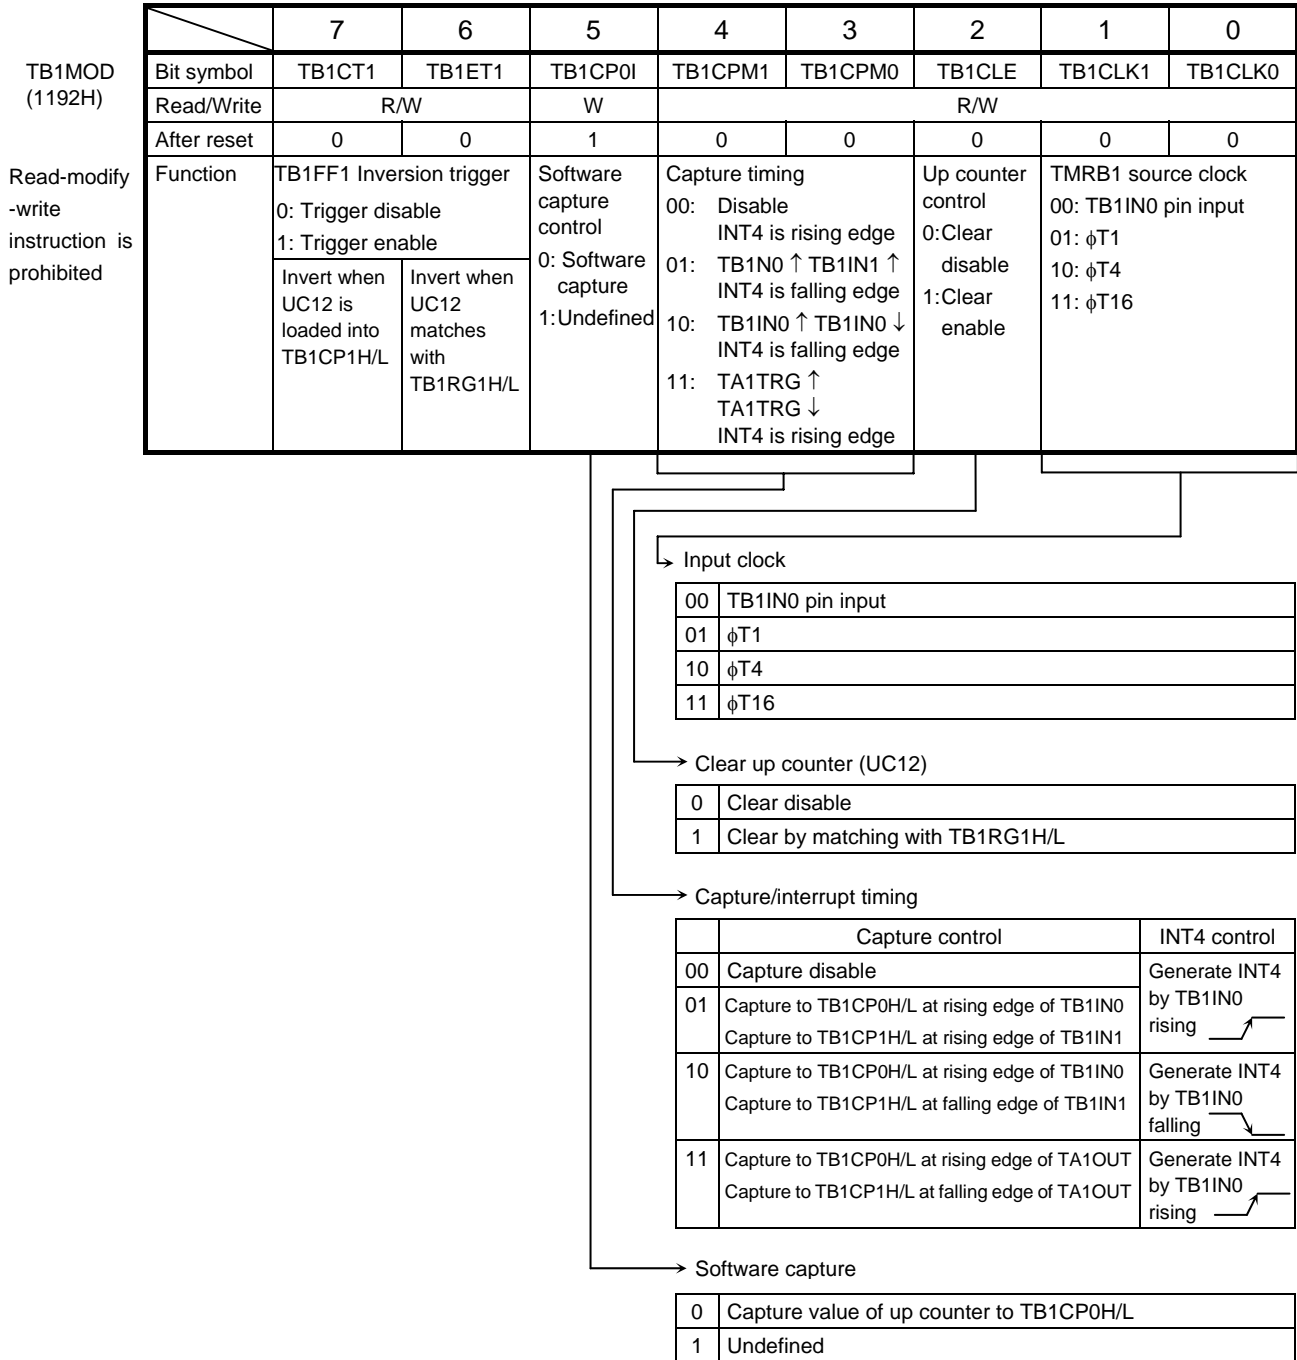 7 6 5 4 3 2 1 0
TB1MOD
(1192H)
Bit symbol TB1CT1 TB1ET1 TB1CP0I TB1CPM1 TB1CPM0 TB1CLE TB1CLK1 TB1CLK0
Read/Write R/W W R/W
After reset 0 0 1 0 0 0 0 0
Read-modify
-write
instruction is
prohibited
Function
TB1FF1 Inversion trigger
0: Trigger disable
1: Trigger enable
Invert when
UC12 is
loaded into
TB1CP1H/L
Invert when
UC12
matches
with
TB1RG1H/L
Software
capture
control
0: Software
capture
1:Undefined
Capture timing
00: Disable
INT4 is rising edge
01: TB1N0 ↑ TB1IN1 ↑
INT4 is falling edge
10: TB1IN0 ↑ TB1IN0 ↓
INT4 is falling edge
11: TA1TRG ↑
TA1TRG ↓
INT4 is rising edge
Up counter
control
0:Clear
disable
1:Clear
enable
TMRB1 source clock
00: TB1IN0 pin input
01: ϕT1
10: ϕT4
11: ϕT16
Input clock
00 TB1IN0 pin input
01 ϕT1
10 ϕT4
11 ϕT16
Clear up counter (UC12)
0 Clear disable
1 Clear by matching with TB1RG1H/L
Capture/interrupt timing
Capture control INT4 control
00 Capture disable
01 Capture to TB1CP0H/L at rising edge of TB1IN0
Capture to TB1CP1H/L at rising edge of TB1IN1
Generate INT4
by TB1IN0
rising
10 Capture to TB1CP0H/L at rising edge of TB1IN0
Capture to TB1CP1H/L at falling edge of TB1IN1
Generate INT4
by TB1IN0
falling
11 Capture to TB1CP0H/L at rising edge of TA1OUT
Capture to TB1CP1H/L at falling edge of TA1OUT
Generate INT4
by TB1IN0
rising
Software capture
0 Capture value of up counter to TB1CP0H/L
1 Undefined